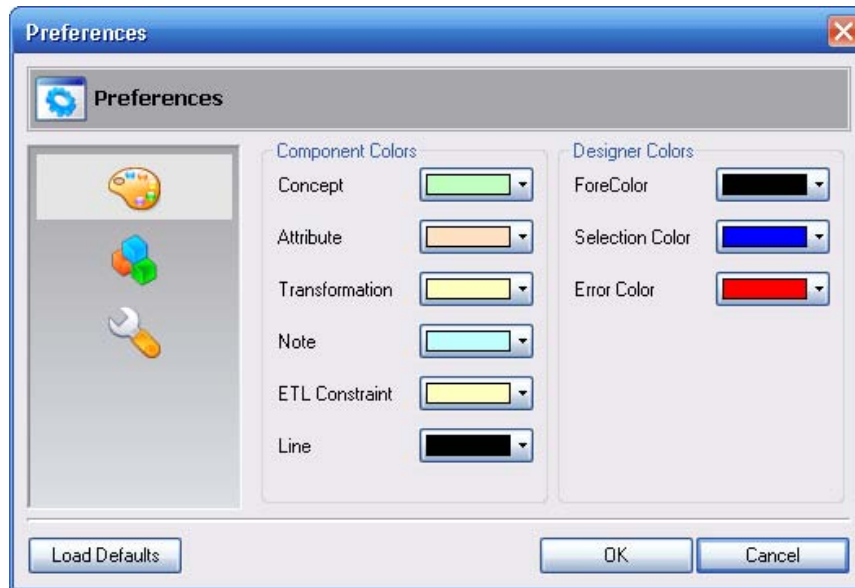 Preferences
Preferences
Component Colors
Concept
Attribute
Transformation
Note
ETL Constraint
Line
Designer Colors
ForeColor
Selection Color
Error Color
Load Defaults
OK
Cancel